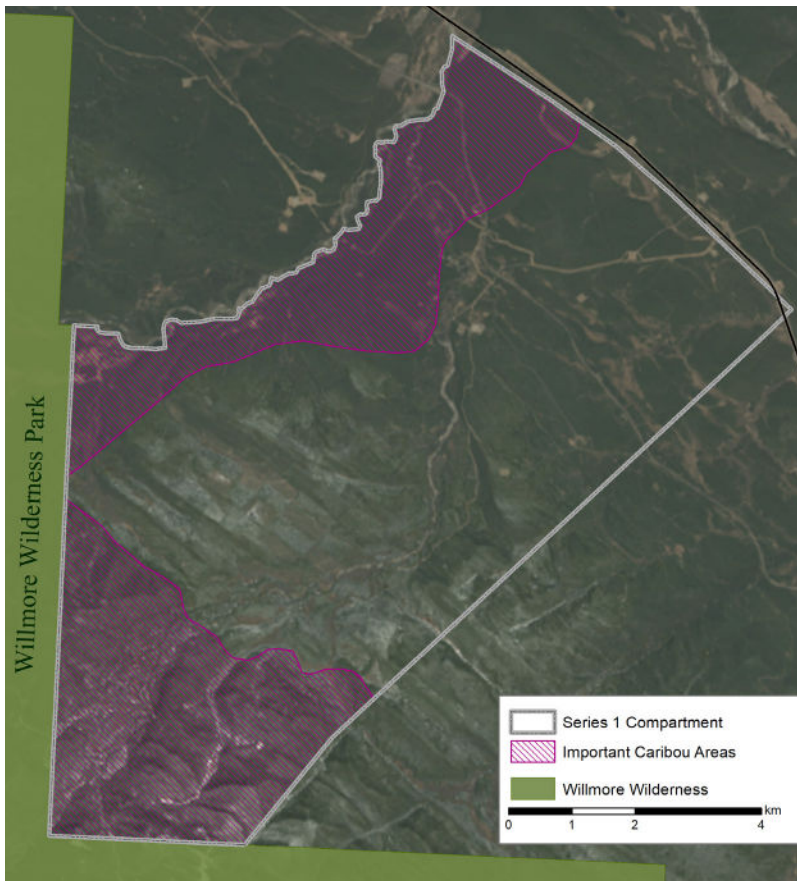 Willmore Wilderness Park
Series 1 Compartment
Important Caribou Areas
Willmore Wilderness
km
0 1 2 4